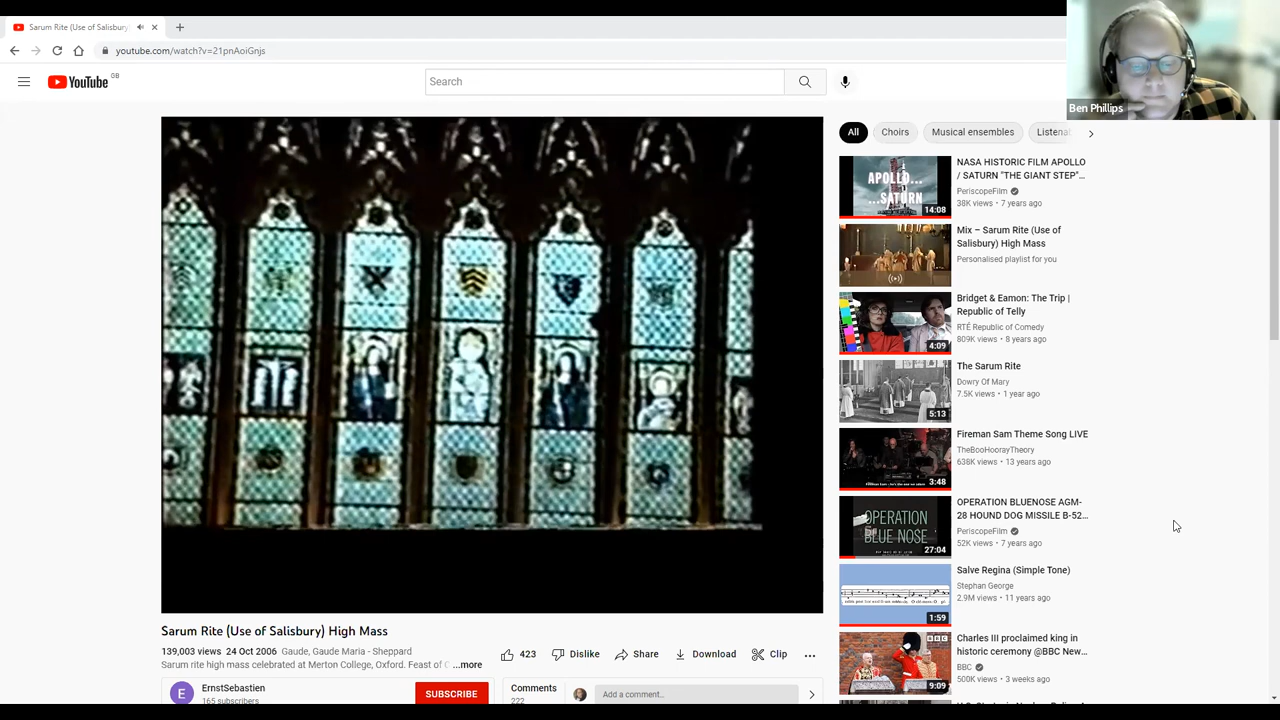 Sarum Rite (Use of Salisbury)
youtube.com/watch?v=21pnAoiGnjs
YouTube GB
Search
Ben Phillips
All
Choirs
Musical ensembles
APOLLO...
...SATURN
14:08
NASA HISTORIC FILM APOLLO
/ SATURN "THE GIANT STEP"...
PeriscopeFilm
38K views • 7 years ago
Mix – Sarum Rite (Use of
Salisbury) High Mass
Personalised playlist for you
4:09
Bridget & Eamon: The Trip |
Republic of Telly
RTÉ Republic of Comedy
809K views • 8 years ago
5:13
The Sarum Rite
Dowry Of Mary
7.5K views • 1 year ago
3:48
Fireman Sam Theme Song LIVE
TheBooHoorayTheory
638K views • 13 years ago
OPERATION
BLUE NOSE
27:04
OPERATION BLUENOSE AGM-
28 HOUND DOG MISSILE B-52...
PeriscopeFilm
52K views • 7 years ago
1:59
Salve Regina (Simple Tone)
Stephan George
2.9M views • 11 years ago
BBC
9:09
Charles III proclaimed king in
historic ceremony @BBC New...
BBC
500K views • 3 weeks ago
Sarum Rite (Use of Salisbury) High Mass
139,003 views 24 Oct 2006 Gaude, Gaude Maria - Sheppard
Sarum rite high mass celebrated at Merton College, Oxford. Feast of C ...more
423
Dislike
Share
Download
Clip
E
ErnstSebastien
165 subscribers
SUBSCRIBE
Comments
222
Add a comment...